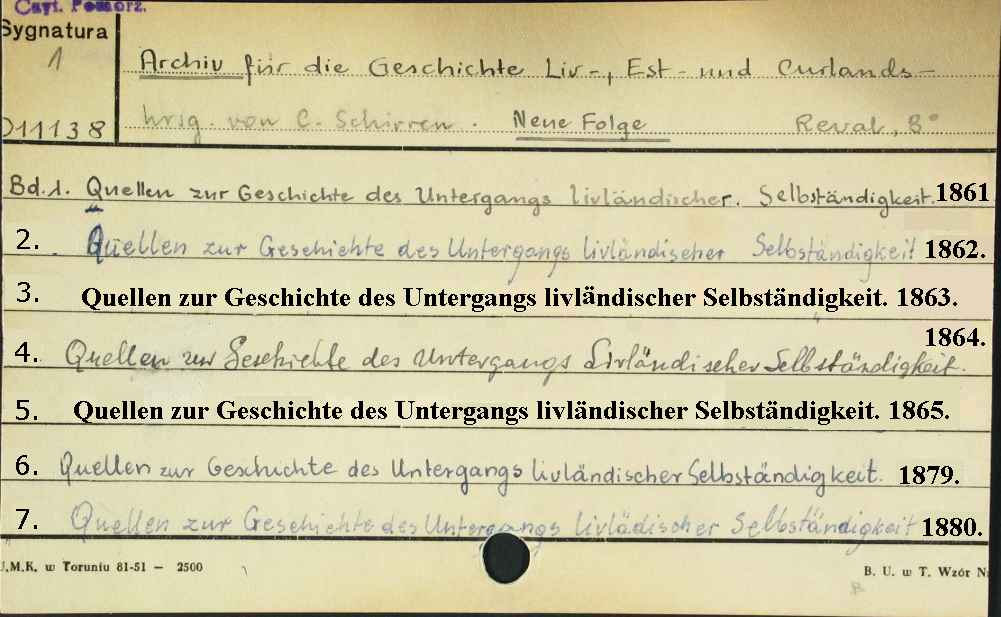 Czyt. Pomorz.
Sygnatura
1
011138
Archiv für die Geschichte Liv-, Est- und Curlands-
hrsg. von C. Schirren. Neue Folge Reval, 8°
Bd.1. Quellen zur Geschichte des Untergangs livländischer. Selbständigkeit. 1861
2. Quellen zur Geschichte des Untergangs livländischer Selbständigkeit 1862.
3. Quellen zur Geschichte des Untergangs livländischer Selbständigkeit. 1863.
1864.
4. Quellen zur Geschichte des Untergangs Livländischer Selbständigkeit.
5. Quellen zur Geschichte des Untergangs livländischer Selbständigkeit. 1865.
6. Quellen zur Geschichte des Untergangs livländischer Selbständigkeit. 1879.
7. Quellen zur Geschichte des Untergangs livlädischer Selbständigkeit 1880.
U.M.K. w Toruniu 81-51 — 2500
B. U. w T. Wzór N